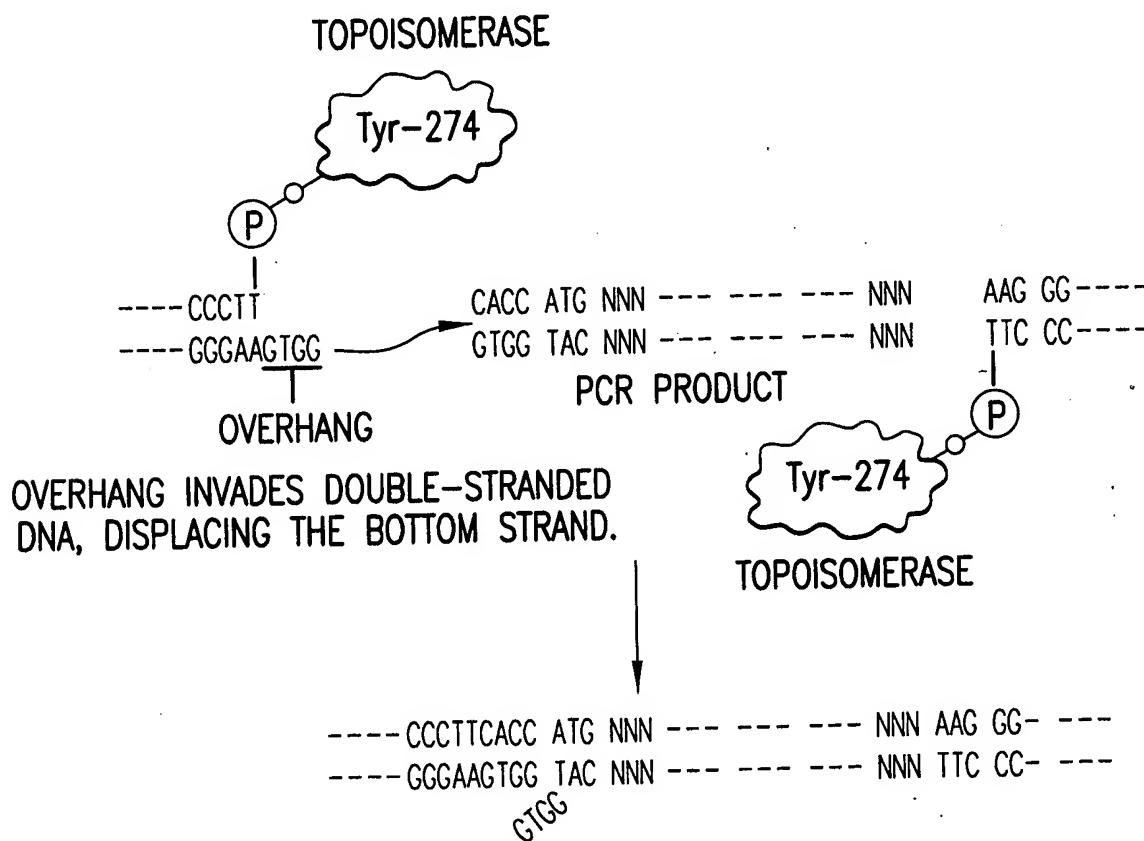 TOPOISOMERASE
Tyr-274
P
----CCCTT
----GGGAAGTGG
OVERHANG
CACC ATG NNN --- --- --- NNN
GTGG TAC NNN --- --- --- NNN
PCR PRODUCT
AAG GG----
TTC CC----
P
Tyr-274
TOPOISOMERASE
OVERHANG INVADES DOUBLE-STRANDED
DNA, DISPLACING THE BOTTOM STRAND.
----CCCTTCACC ATG NNN --- --- --- NNN AAG GG- ---
----GGGAAGTGG TAC NNN --- --- --- NNN TTC CC- ---
GTGG